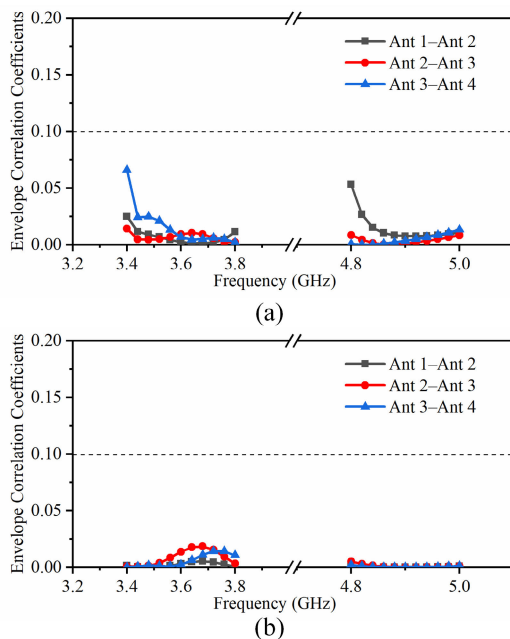 0.20
0.15
0.10
0.05
0.00
Envelope Correlation Coefficients
Ant 1–Ant 2
Ant 2–Ant 3
Ant 3–Ant 4
3.2 3.4 3.6 3.8 4.8 5.0
Frequency (GHz)
(a)
0.20
0.15
0.10
0.05
0.00
Envelope Correlation Coefficients
Ant 1–Ant 2
Ant 2–Ant 3
Ant 3–Ant 4
3.2 3.4 3.6 3.8 4.8 5.0
Frequency (GHz)
(b)